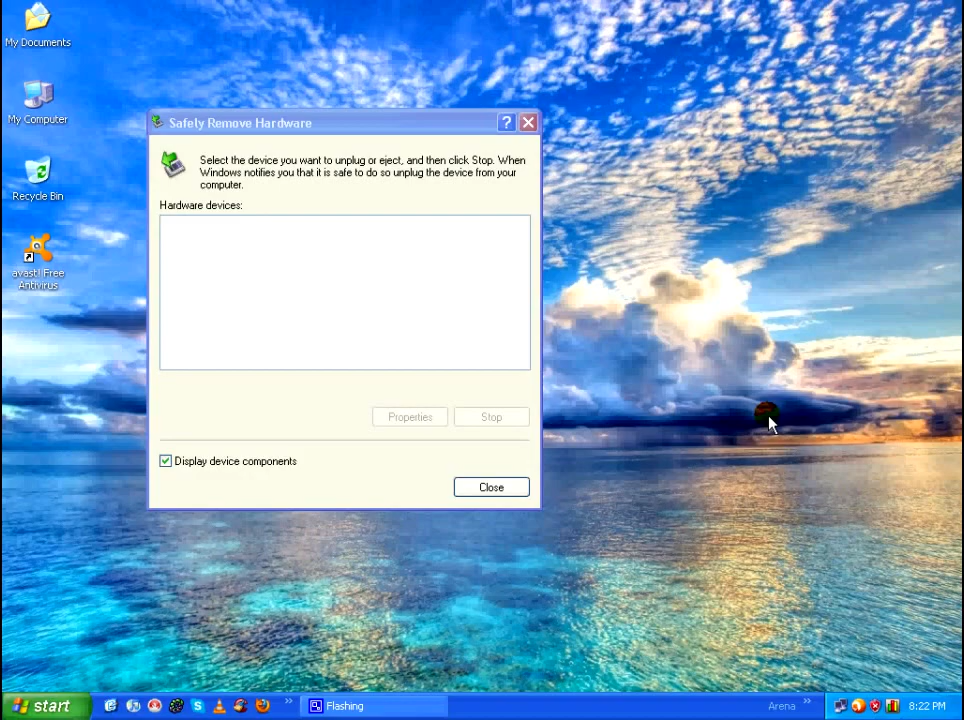 My Documents
My Computer
Recycle Bin
avast! Free
Antivirus
Safely Remove Hardware
Select the device you want to unplug or eject, and then click Stop. When
Windows notifies you that it is safe to do so unplug the device from your
computer.
Hardware devices:
Properties
Stop
Display device components
Close
start
Flashing
Arena
8:22 PM